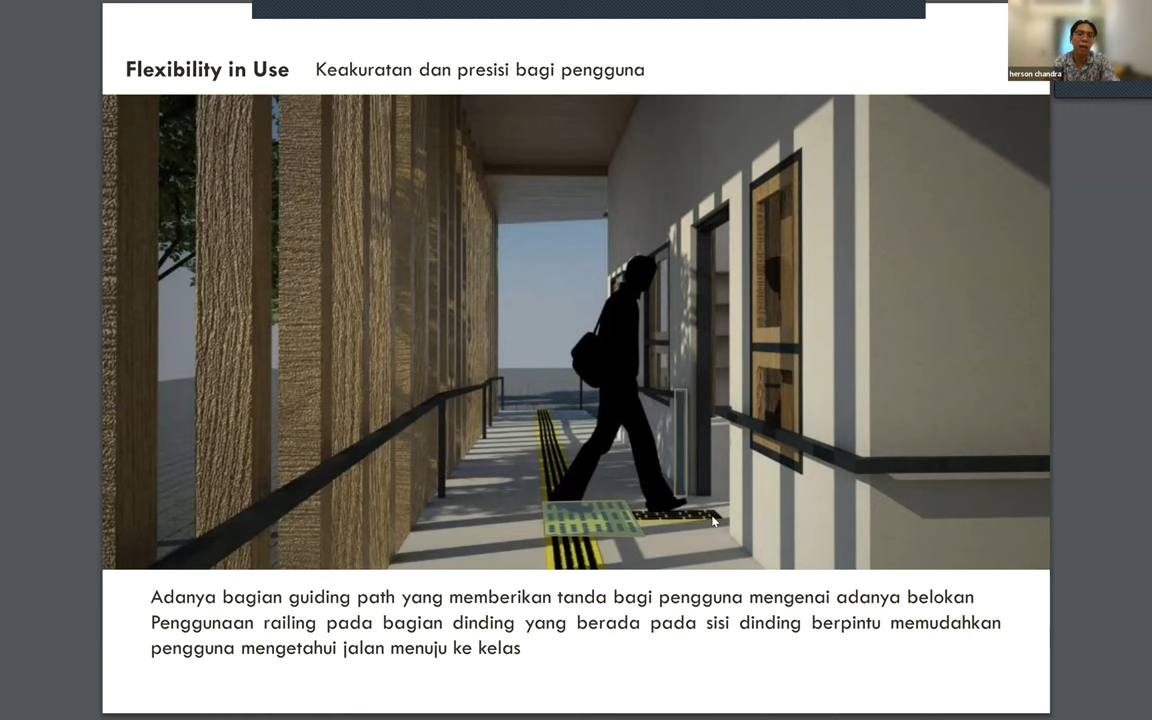 Flexibility in Use Keakuratan dan presisi bagi pengguna
herson chandra
Adanya bagian guiding path yang memberikan tanda bagi pengguna mengenai adanya belokan
Penggunaan railing pada bagian dinding yang berada pada sisi dinding berpintu memudahkan
pengguna mengetahui jalan menuju ke kelas